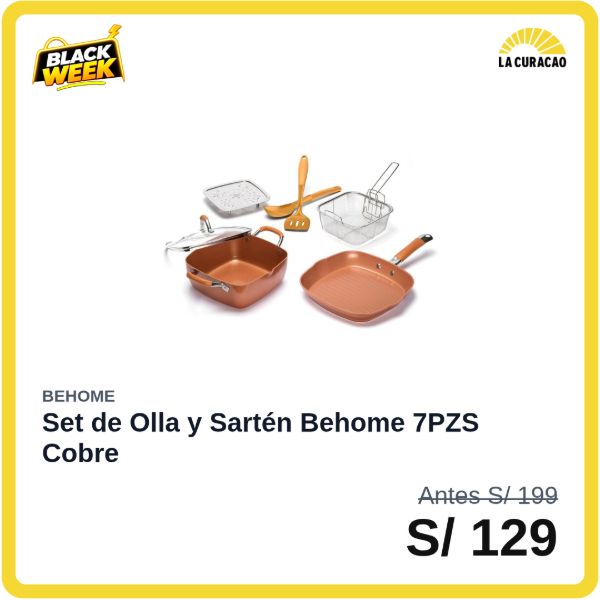 BLACK
WEEK
LA CURACAO
BEHOME
Set de Olla y Sartén Behome 7PZS
Cobre
Antes S/ 199
S/ 129